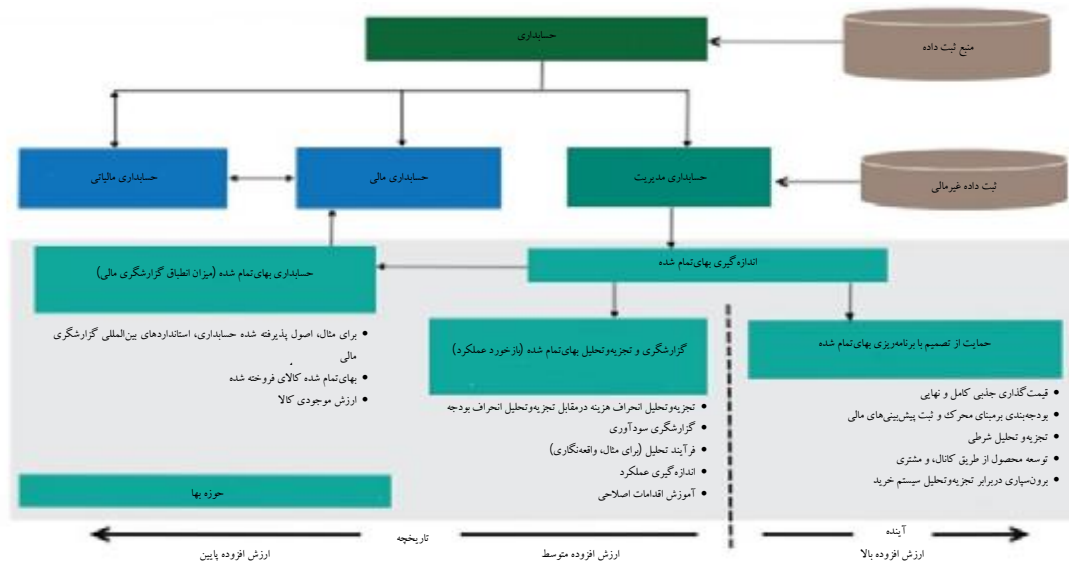 حسابداری
منبع ثبت داده
حسابداری مدیریت
ثبت داده غیرمالی
حسابداری مالی
حسابداری مالیاتی
اندازه‌گیری بهای‌تمام شده
حسابداری بهای‌تمام شده (میزان انطباق گزارشگری مالی)
برای مثال، اصول پذیرفته شده حسابداری، استانداردهای بین‌المللی گزارشگری
مالی
بهای‌تمام شده کالای فروخته شده
ارزش موجودی کالا
گزارشگری و تجزیه‌وتحلیل بهای‌تمام شده (بازخورد عملکرد)
تجزیه‌وتحلیل انحراف هزینه درمقابل تجزیه‌وتحلیل انحراف بودجه
گزارشگری سودآوری
فرآیند تحلیل (برای مثال، واقعه‌نگاری)
اندازه‌گیری عملکرد
آموزش اقدامات اصلاحی
حمایت از تصمیم با برنامه‌ریزی بهای‌تمام شده
قیمت‌گذاری جذبی کامل و نهایی
بودجه‌بندی برمبنای محرک و ثبت پیش‌بینی‌های مالی
تجزیه‌و تحلیل شرطی
توسعه محصول از طریق کانال، و مشتری
برون‌سپاری دربرابر تجزیه‌وتحلیل سیستم خرید
حوزه بها
آینده
تاریخچه
ارزش افزوده بالا
ارزش افزوده متوسط
ارزش افزوده پایین